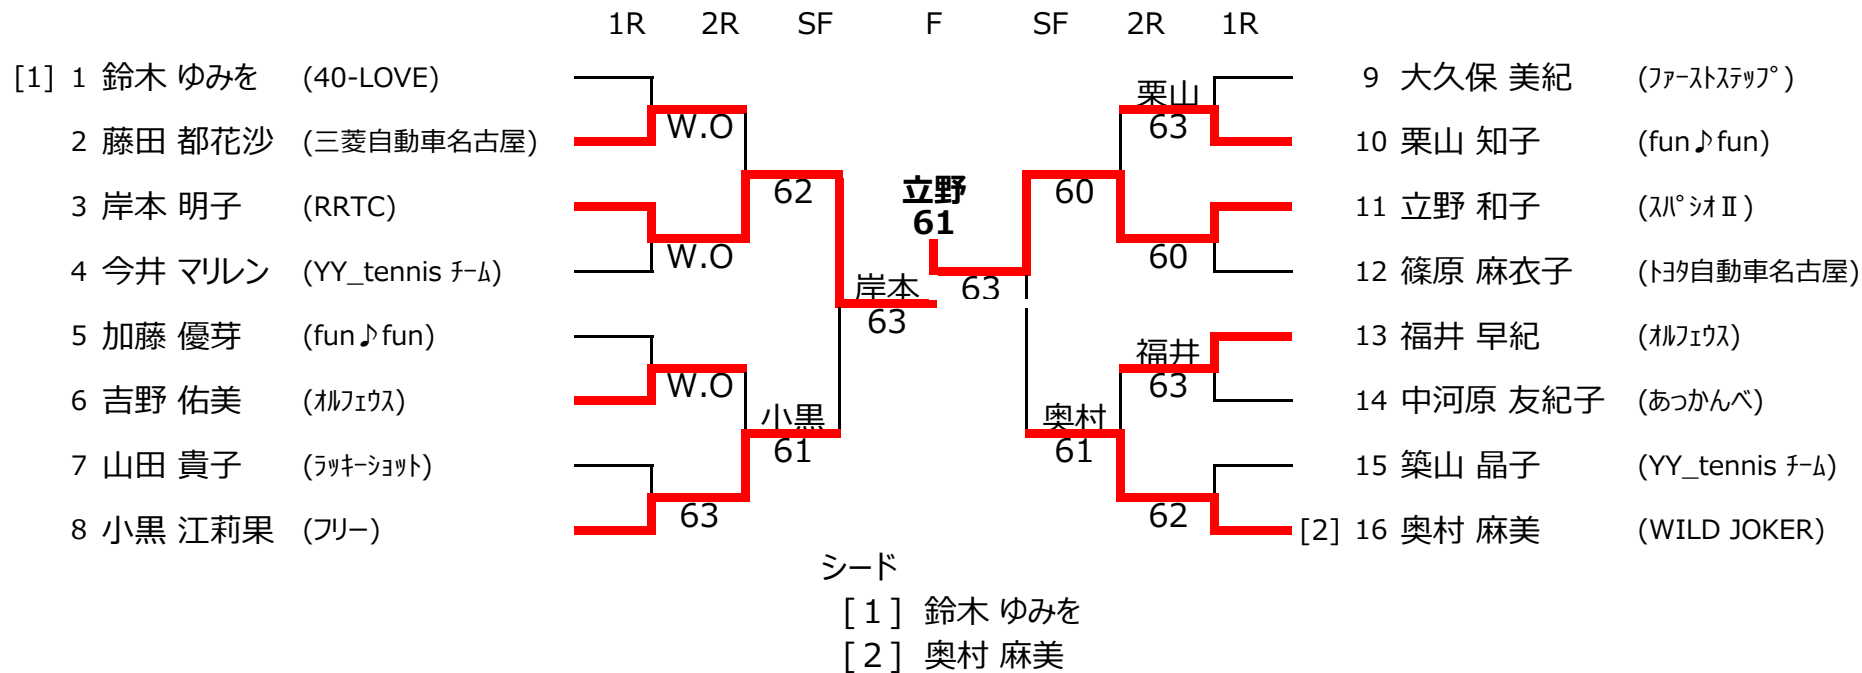 1R 2R SF F SF 2R 1R
[1] 1 鈴木 ゆみを (40-LOVE)
2 藤田 都花沙 (三菱自動車名古屋)
3 岸本 明子 (RRTC)
4 今井 マリレン (YY_tennis ﾁｰﾑ)
5 加藤 優芽 (fun♪fun)
6 吉野 佑美 (ｵﾙﾌｪｳｽ)
7 山田 貴子 (ﾗｯｷｰｼｮｯﾄ)
8 小黒 江莉果 (フリー)
W.O
W.O
W.O
63
62
小黒
61
岸本
63
立野
61
63
60
奥村
61
栗山
63
60
福井
63
62
9 大久保 美紀 (ﾌｧｰｽﾄｽﾃｯﾌﾟ)
10 栗山 知子 (fun♪fun)
11 立野 和子 (ｽﾊﾟｼｵⅡ)
12 篠原 麻衣子 (ﾄﾖﾀ自動車名古屋)
13 福井 早紀 (ｵﾙﾌｪｳｽ)
14 中河原 友紀子 (あっかんべ)
15 築山 晶子 (YY_tennis ﾁｰﾑ)
[2] 16 奥村 麻美 (WILD JOKER)
シード
[ 1 ] 鈴木 ゆみを
[ 2 ] 奥村 麻美